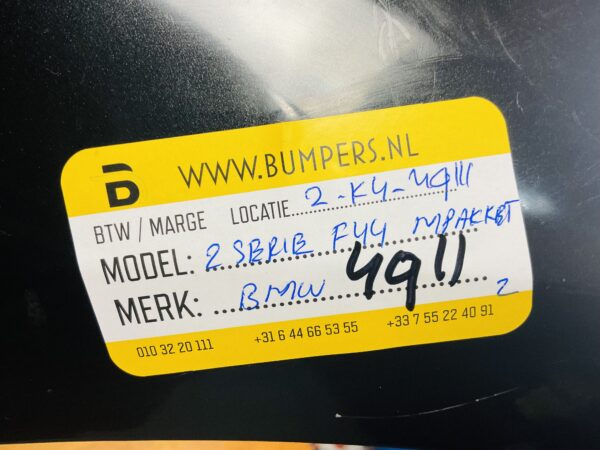 B WWW.BUMPERS.NL
BTW / MARGE LOCATIE 2-K4-4911
MODEL: 2 SERIE F44 MPAKKET
MERK: BMW 4911 2
010 32 20 111 +31 6 44 66 53 55 +33 7 55 22 40 91